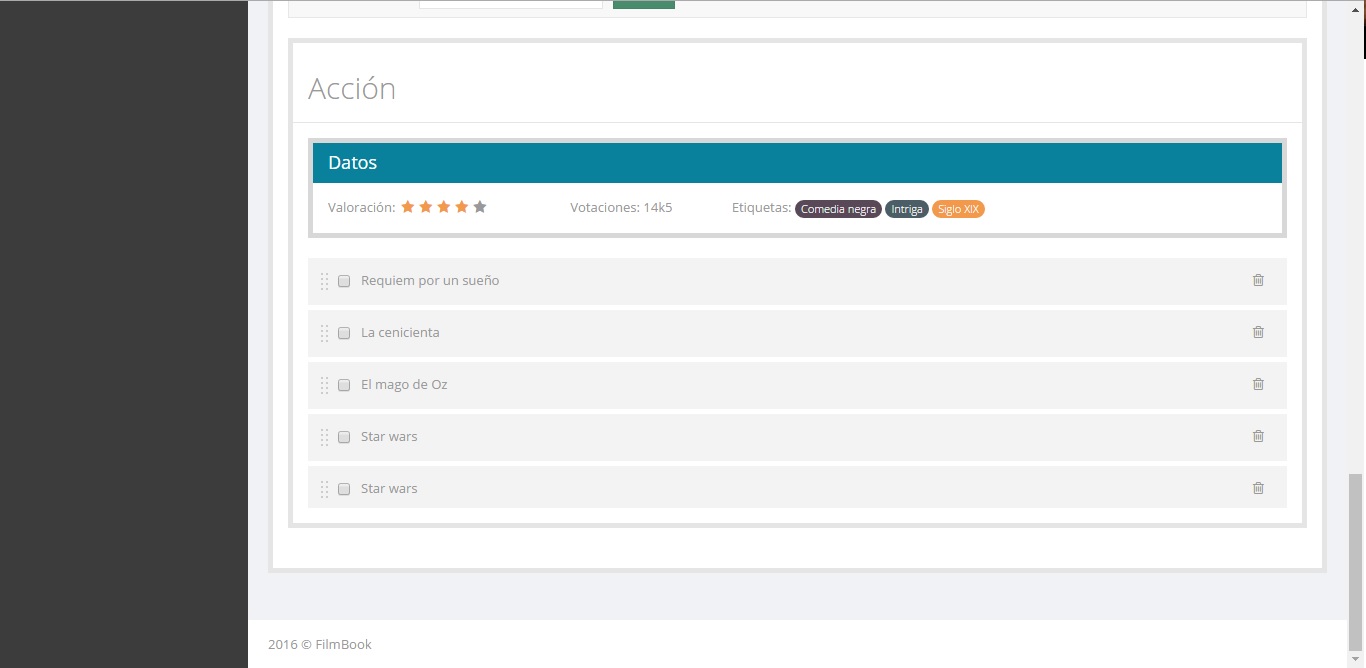 Acción
Datos
Valoración: Votaciones: 14k5 Etiquetas: Comedia negra Intriga Siglo XIX
Requiem por un sueño
La cenicienta
El mago de Oz
Star wars
Star wars
2016 © FilmBook